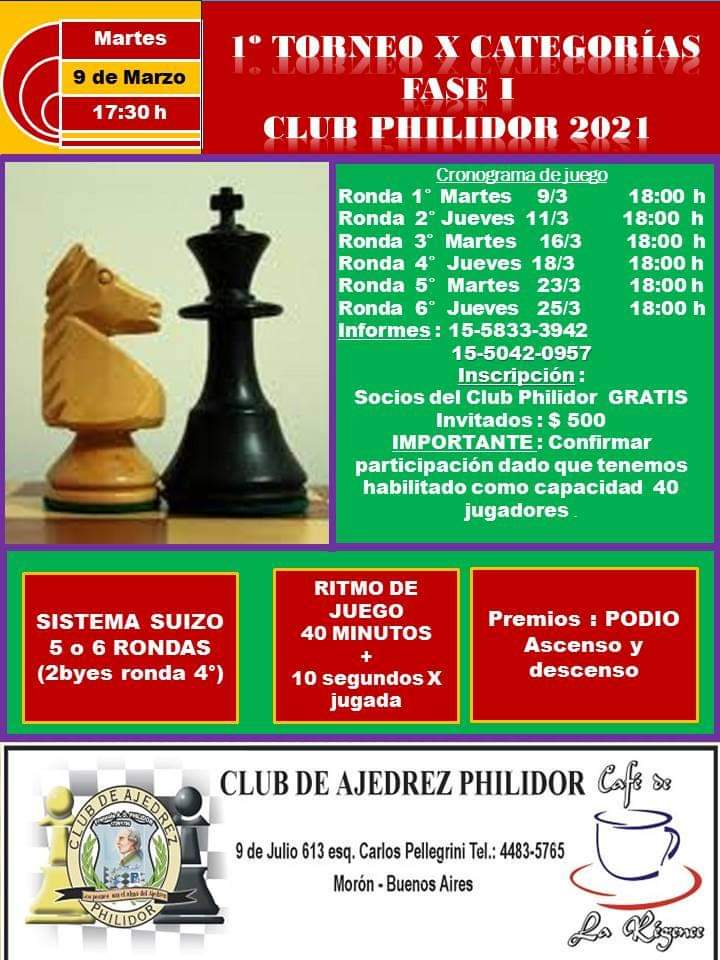 Martes
9 de Marzo
17:30 h
1º TORNEO X CATEGORÍAS
FASE I
CLUB PHILIDOR 2021
Cronograma de juego
Ronda 1° Martes 9/3 18:00 h
Ronda 2° Jueves 11/3 18:00 h
Ronda 3° Martes 16/3 18:00 h
Ronda 4° Jueves 18/3 18:00 h
Ronda 5° Martes 23/3 18:00 h
Ronda 6° Jueves 25/3 18:00 h
Informes : 15-5833-3942
15-5042-0957
Inscripción :
Socios del Club Philidor GRATIS
Invitados : $ 500
IMPORTANTE : Confirmar
participación dado que tenemos
habilitado como capacidad 40
jugadores .
SISTEMA SUIZO
5 o 6 RONDAS
(2byes ronda 4°)
RITMO DE
JUEGO
40 MINUTOS
+
10 segundos X
jugada
Premios : PODIO
Ascenso y
descenso
CLUB DE AJEDREZ PHILIDOR
Café de
9 de Julio 613 esq. Carlos Pellegrini Tel.: 4483-5765
Morón - Buenos Aires
La Régence
CLUB DE AJEDREZ
PHILIDOR